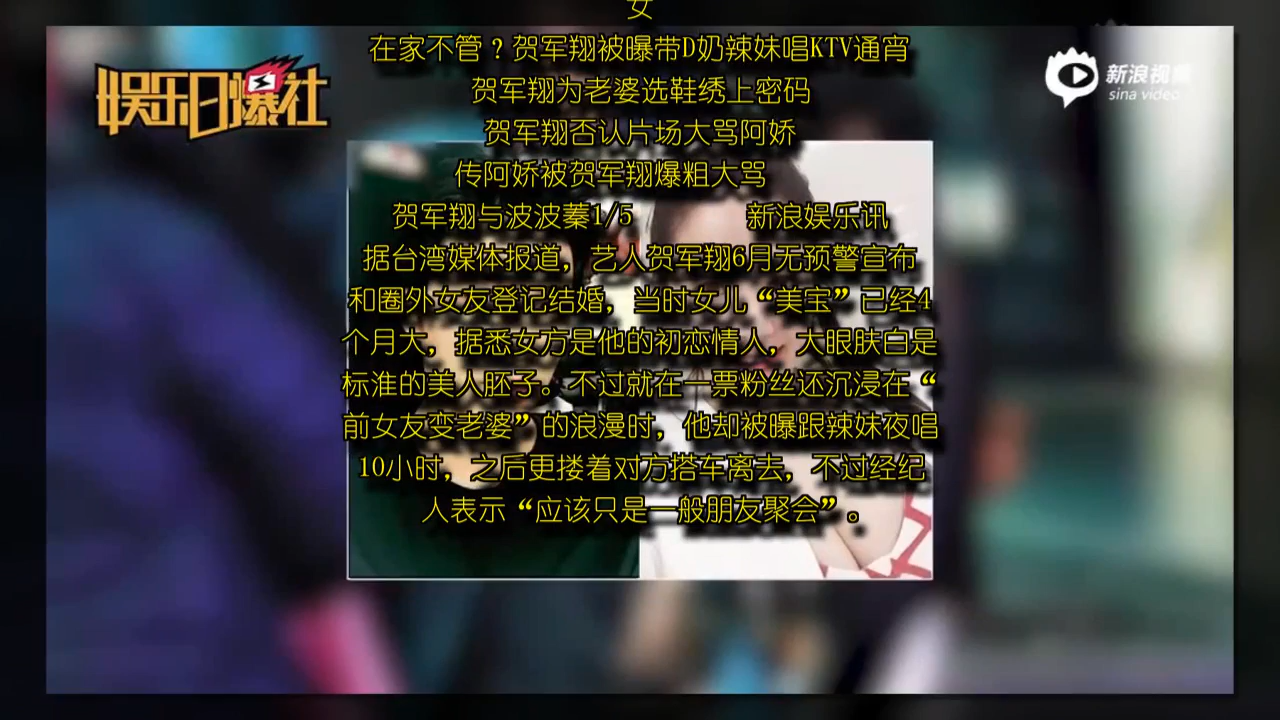 女
在家不管？贺军翔被曝带D奶辣妹唱KTV通宵
娱乐日爆社
新浪视频
sina video
贺军翔为老婆选鞋绣上密码
贺军翔否认片场大骂阿娇
传阿娇被贺军翔爆粗大骂
贺军翔与波波蓁1/5 新浪娱乐讯
据台湾媒体报道，艺人贺军翔6月无预警宣布
和圈外女友登记结婚，当时女儿“美宝”已经4
个月大，据悉女方是他的初恋情人，大眼肤白是
标淮的美人胚子。不过就在一票粉丝还沉浸在“
前女友变老婆”的浪漫时，他却被曝跟辣妹夜唱
10小时，之后更搂着对方搭车离去，不过经纪
人表示“应该只是一般朋友聚会”。